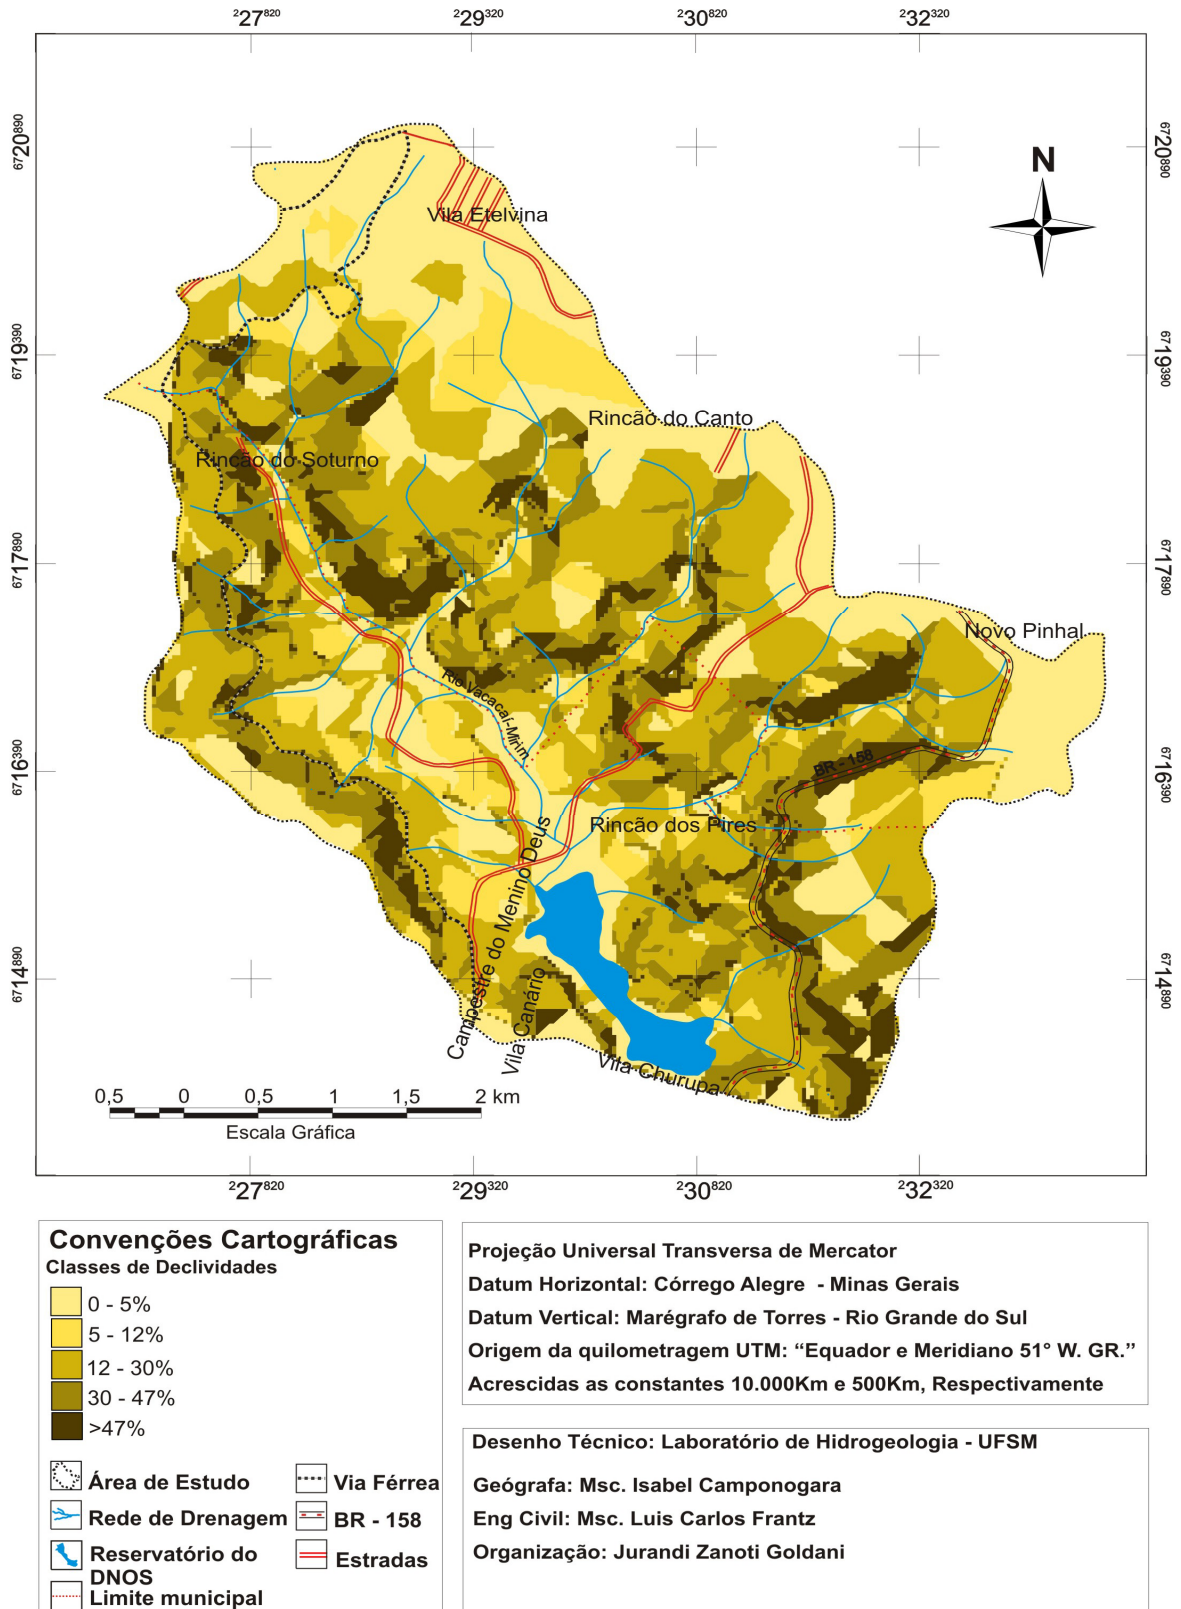 ²27⁸²⁰ ²29³²⁰ ²30⁸²⁰ ²32³²⁰
6720⁸⁹⁰
6720⁸⁹⁰
N
Vila Etelvina
6719³⁹⁰
6719³⁹⁰
Rincão do Canto
Rincão do Soturno
6717⁸⁹⁰
6717⁸⁹⁰
Novo Pinhal
Rio Vacacaí-Mirim
BR - 158
6716³⁹⁰
6716³⁹⁰
Rincão dos Pires
Campestre do Menino Deus
Vila Canário
6714⁸⁹⁰
6714⁸⁹⁰
Vila Churupa
0,5 0 0,5 1 1,5 2 km
Escala Gráfica
²27⁸²⁰ ²29³²⁰ ²30⁸²⁰ ²32³²⁰
Convenções Cartográficas
Classes de Declividades
0 - 5%
5 - 12%
12 - 30%
30 - 47%
>47%
Área de Estudo
Rede de Drenagem
Reservatório do
DNOS
Limite municipal
Via Férrea
BR - 158
Estradas
Projeção Universal Transversa de Mercator
Datum Horizontal: Córrego Alegre - Minas Gerais
Datum Vertical: Marégrafo de Torres - Rio Grande do Sul
Origem da quilometragem UTM: “Equador e Meridiano 51° W. GR.”
Acrescidas as constantes 10.000Km e 500Km, Respectivamente
Desenho Técnico: Laboratório de Hidrogeologia - UFSM
Geógrafa: Msc. Isabel Camponogara
Eng Civil: Msc. Luis Carlos Frantz
Organização: Jurandi Zanoti Goldani